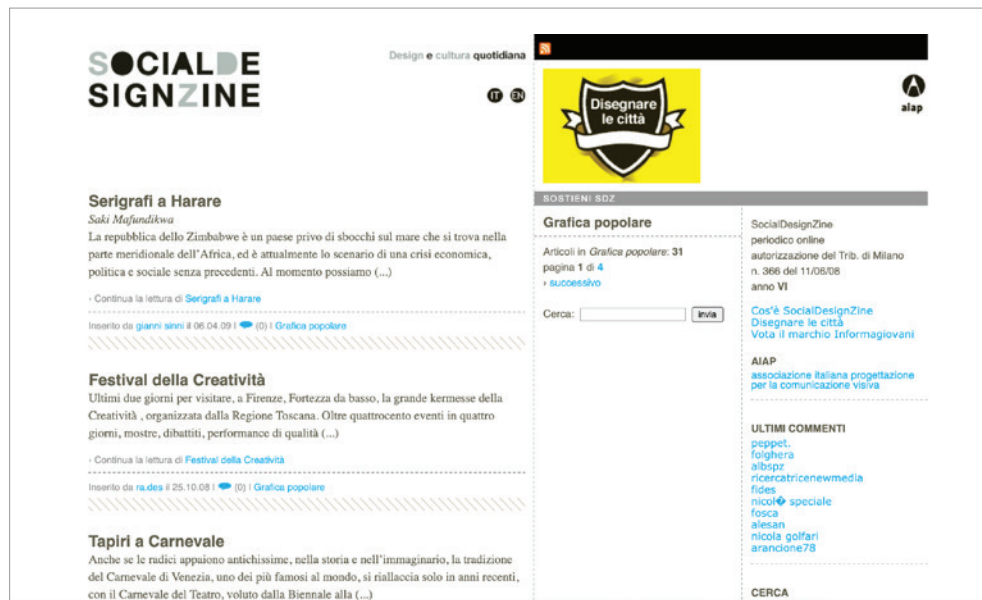 SOCIALDE
SIGNZINE
Design e cultura quotidiana
IT EN
Serigrafi a Harare
Saki Mafundikwa
La repubblica dello Zimbabwe è un paese privo di sbocchi sul mare che si trova nella
parte meridionale dell'Africa, ed è attualmente lo scenario di una crisi economica,
politica e sociale senza precedenti. Al momento possiamo (...)
› Continua la lettura di Serigrafi a Harare
Inserito da gianni sinni il 06.04.09 | (0) | Grafica popolare
Festival della Creatività
Ultimi due giorni per visitare, a Firenze, Fortezza da basso, la grande kermesse della
Creatività , organizzata dalla Regione Toscana. Oltre quattrocento eventi in quattro
giorni, mostre, dibattiti, performance di qualità (...)
› Continua la lettura di Festival della Creatività
Inserito da ra.des il 25.10.08 | (0) | Grafica popolare
Tapiri a Carnevale
Anche se le radici appaiono antichissime, nella storia e nell'immaginario, la tradizione
del Carnevale di Venezia, uno dei più famosi al mondo, si riallaccia solo in anni recenti,
con il Carnevale del Teatro, voluto dalla Biennale alla (...)
Disegnare
le città
aiap
SOSTIENI SDZ
Grafica popolare
Articoli in Grafica popolare: 31
pagina 1 di 4
› successivo
Cerca: invia
SocialDesignZine
periodico online
autorizzazione del Trib. di Milano
n. 366 del 11/06/08
anno VI
Cos'è SocialDesignZine
Disegnare le città
Vota il marchio Informagiovani
AIAP
associazione italiana progettazione
per la comunicazione visiva
ULTIMI COMMENTI
peppet.
folghera
albspz
ricercatricenewmedia
fides
nicol� speciale
fosca
alesan
nicola golfari
arancione78
CERCA